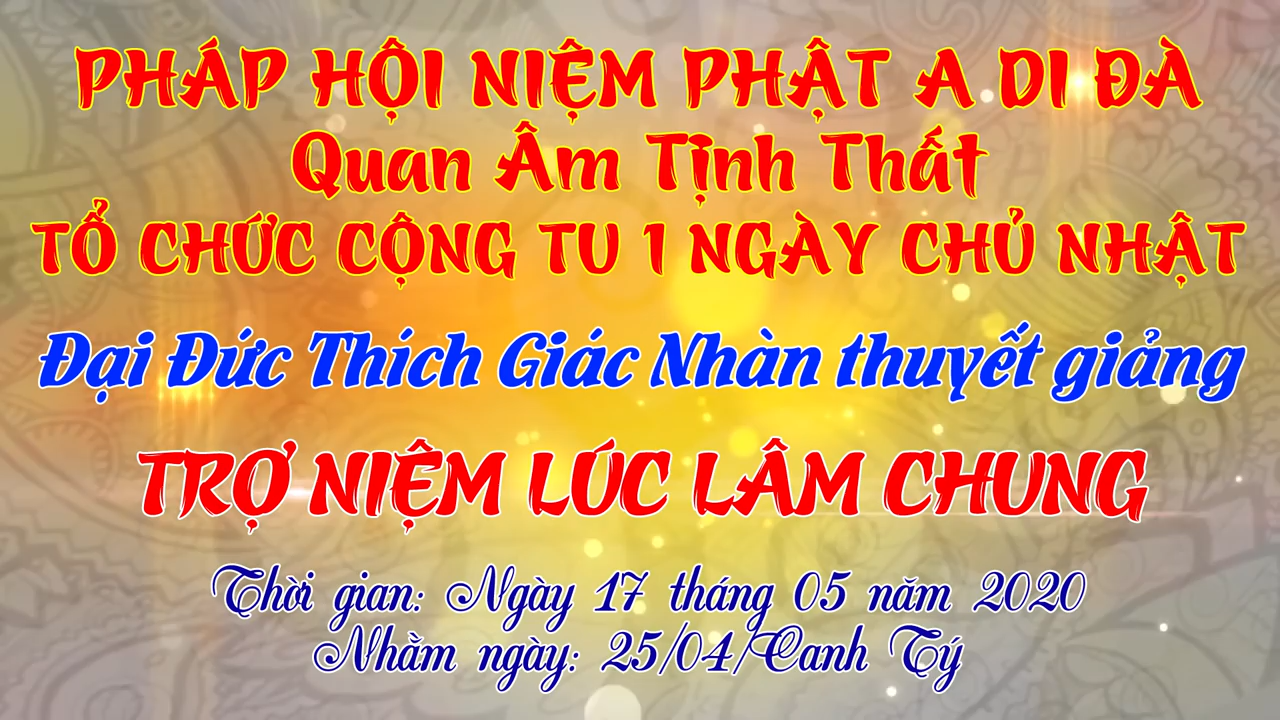 PHÁP HỘI NIỆM PHẬT A DI ĐÀ
Quan Âm Tịnh Thất
TỔ CHỨC CỘNG TU 1 NGÀY CHỦ NHẬT
Đại Đức Thích Giác Nhàn thuyết giảng
TRỢ NIỆM LÚC LÂM CHUNG
Thời gian: Ngày 17 tháng 05 năm 2020
Nhằm ngày: 25/04/Canh Tý